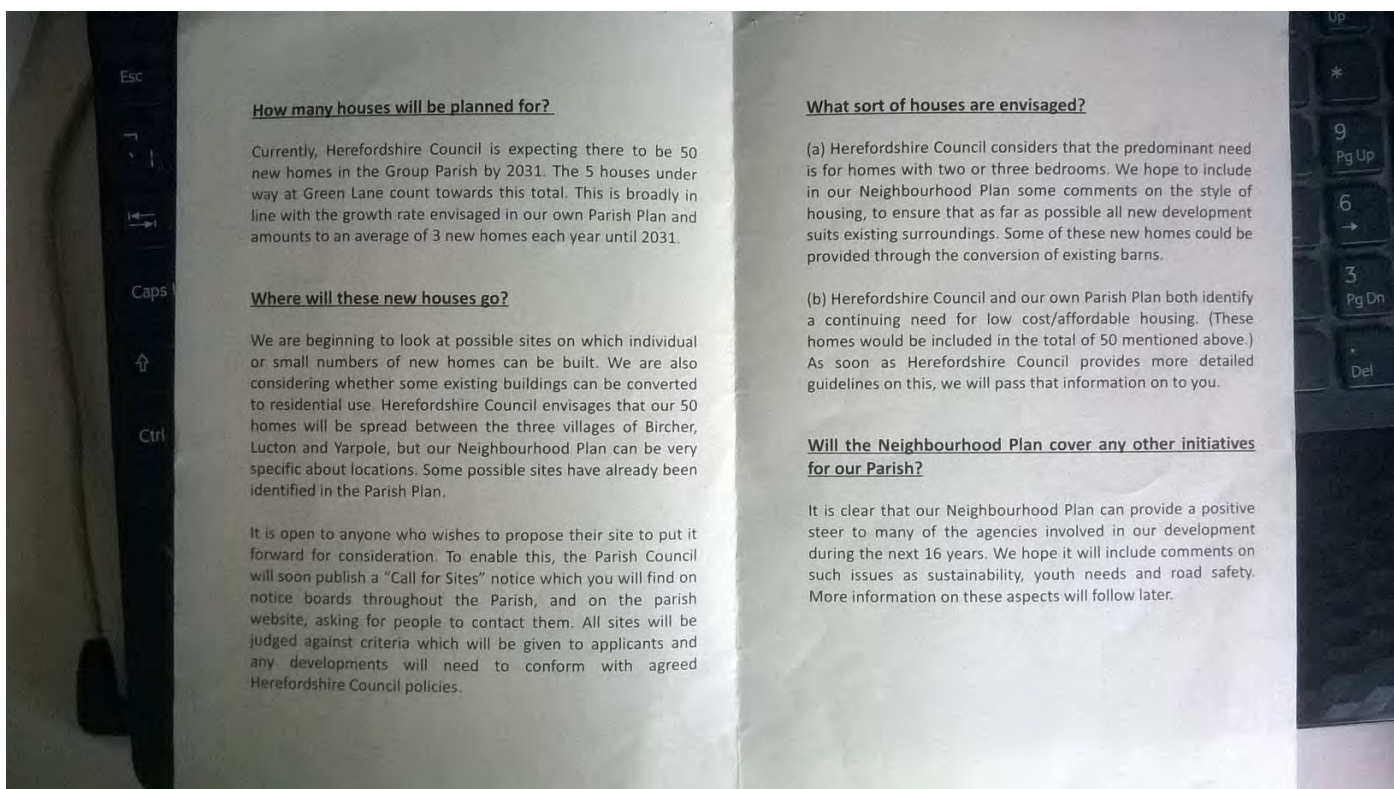 Esc
Caps
Ctrl
How many houses will be planned for?
Currently, Herefordshire Council is expecting there to be 50
new homes in the Group Parish by 2031. The 5 houses under
way at Green Lane count towards this total. This is broadly in
line with the growth rate envisaged in our own Parish Plan and
amounts to an average of 3 new homes each year until 2031.
Where will these new houses go?
We are beginning to look at possible sites on which individual
or small numbers of new homes can be built. We are also
considering whether some existing buildings can be converted
to residential use. Herefordshire Council envisages that our 50
homes will be spread between the three villages of Bircher,
Lucton and Yarpole, but our Neighbourhood Plan can be very
specific about locations. Some possible sites have already been
identified in the Parish Plan.
It is open to anyone who wishes to propose their site to put it
forward for consideration. To enable this, the Parish Council
will soon publish a “Call for Sites” notice which you will find on
notice boards throughout the Parish, and on the parish
website, asking for people to contact them. All sites will be
judged against criteria which will be given to applicants and
any developments will need to conform with agreed
Herefordshire Council policies.
What sort of houses are envisaged?
(a) Herefordshire Council considers that the predominant need
is for homes with two or three bedrooms. We hope to include
in our Neighbourhood Plan some comments on the style of
housing, to ensure that as far as possible all new development
suits existing surroundings. Some of these new homes could be
provided through the conversion of existing barns.
(b) Herefordshire Council and our own Parish Plan both identify
a continuing need for low cost/affordable housing. (These
homes would be included in the total of 50 mentioned above.)
As soon as Herefordshire Council provides more detailed
guidelines on this, we will pass that information on to you.
Will the Neighbourhood Plan cover any other initiatives
for our Parish?
It is clear that our Neighbourhood Plan can provide a positive
steer to many of the agencies involved in our development
during the next 16 years. We hope it will include comments on
such issues as sustainability, youth needs and road safety.
More information on these aspects will follow later.
Up
*
9
Pg Up
6
→
3
Pg Dn
.
Del